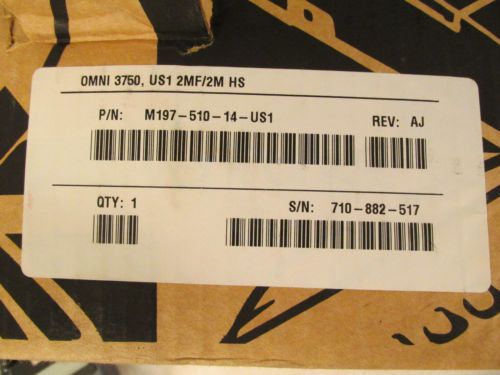 OMNI 3750, US1 2MF/2M HS
P/N: M197-510-14-US1 REV: AJ
QTY: 1 S/N: 710-882-517